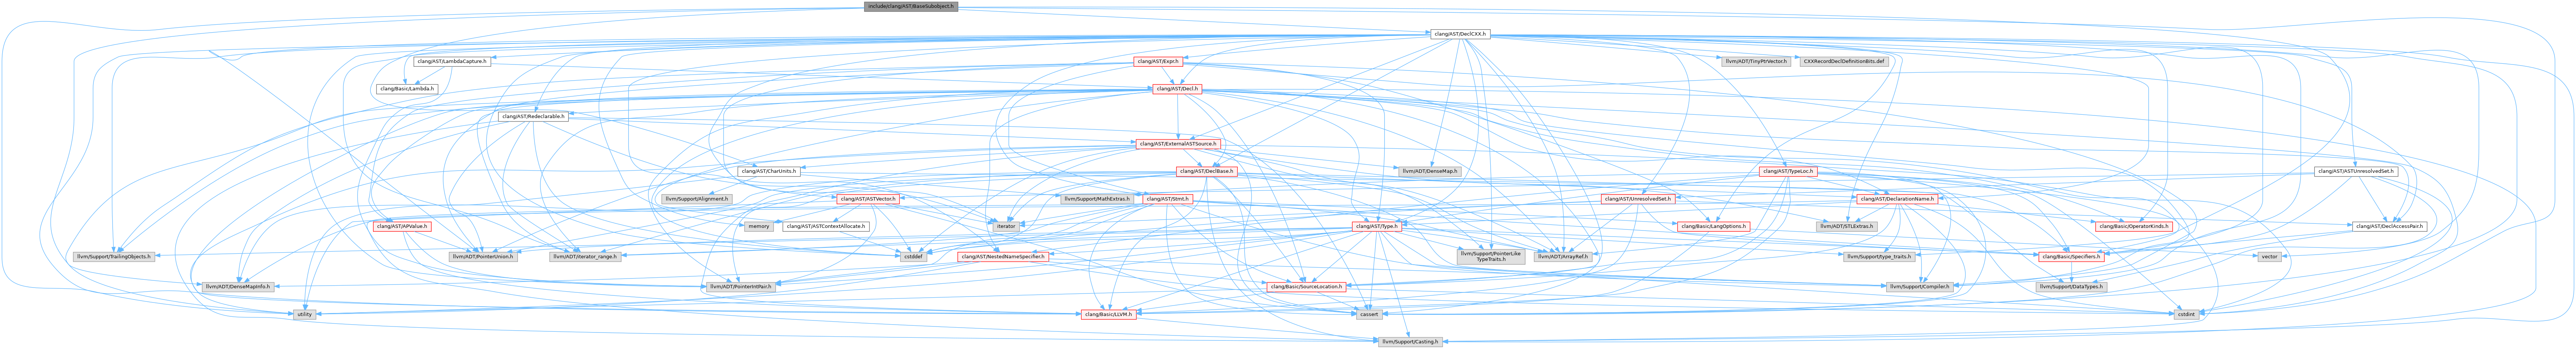 include/clang/AST/BaseSubobject.h
clang/AST/DeclCXX.h
clang/AST/LambdaCapture.h
clang/AST/Expr.h
llvm/ADT/TinyPtrVector.h
CXXRecordDeclDefinitionBits.def
clang/Basic/Lambda.h
clang/AST/Decl.h
clang/AST/Redeclarable.h
clang/AST/ExternalASTSource.h
clang/AST/CharUnits.h
clang/AST/DeclBase.h
llvm/ADT/DenseMap.h
clang/AST/TypeLoc.h
clang/AST/ASTUnresolvedSet.h
llvm/Support/Alignment.h
clang/AST/ASTVector.h
llvm/Support/MathExtras.h
clang/AST/Stmt.h
clang/AST/UnresolvedSet.h
clang/AST/DeclarationName.h
clang/AST/APValue.h
memory
clang/AST/ASTContextAllocate.h
iterator
clang/AST/Type.h
clang/Basic/LangOptions.h
llvm/ADT/STLExtras.h
clang/Basic/OperatorKinds.h
clang/AST/DeclAccessPair.h
llvm/Support/TrailingObjects.h
llvm/ADT/PointerUnion.h
llvm/ADT/iterator_range.h
cstddef
clang/AST/NestedNameSpecifier.h
llvm/Support/PointerLike
TypeTraits.h
llvm/ADT/ArrayRef.h
llvm/Support/type_traits.h
clang/Basic/Specifiers.h
vector
llvm/ADT/DenseMapInfo.h
llvm/ADT/PointerIntPair.h
clang/Basic/SourceLocation.h
llvm/Support/Compiler.h
llvm/Support/DataTypes.h
utility
clang/Basic/LLVM.h
cassert
cstdint
llvm/Support/Casting.h